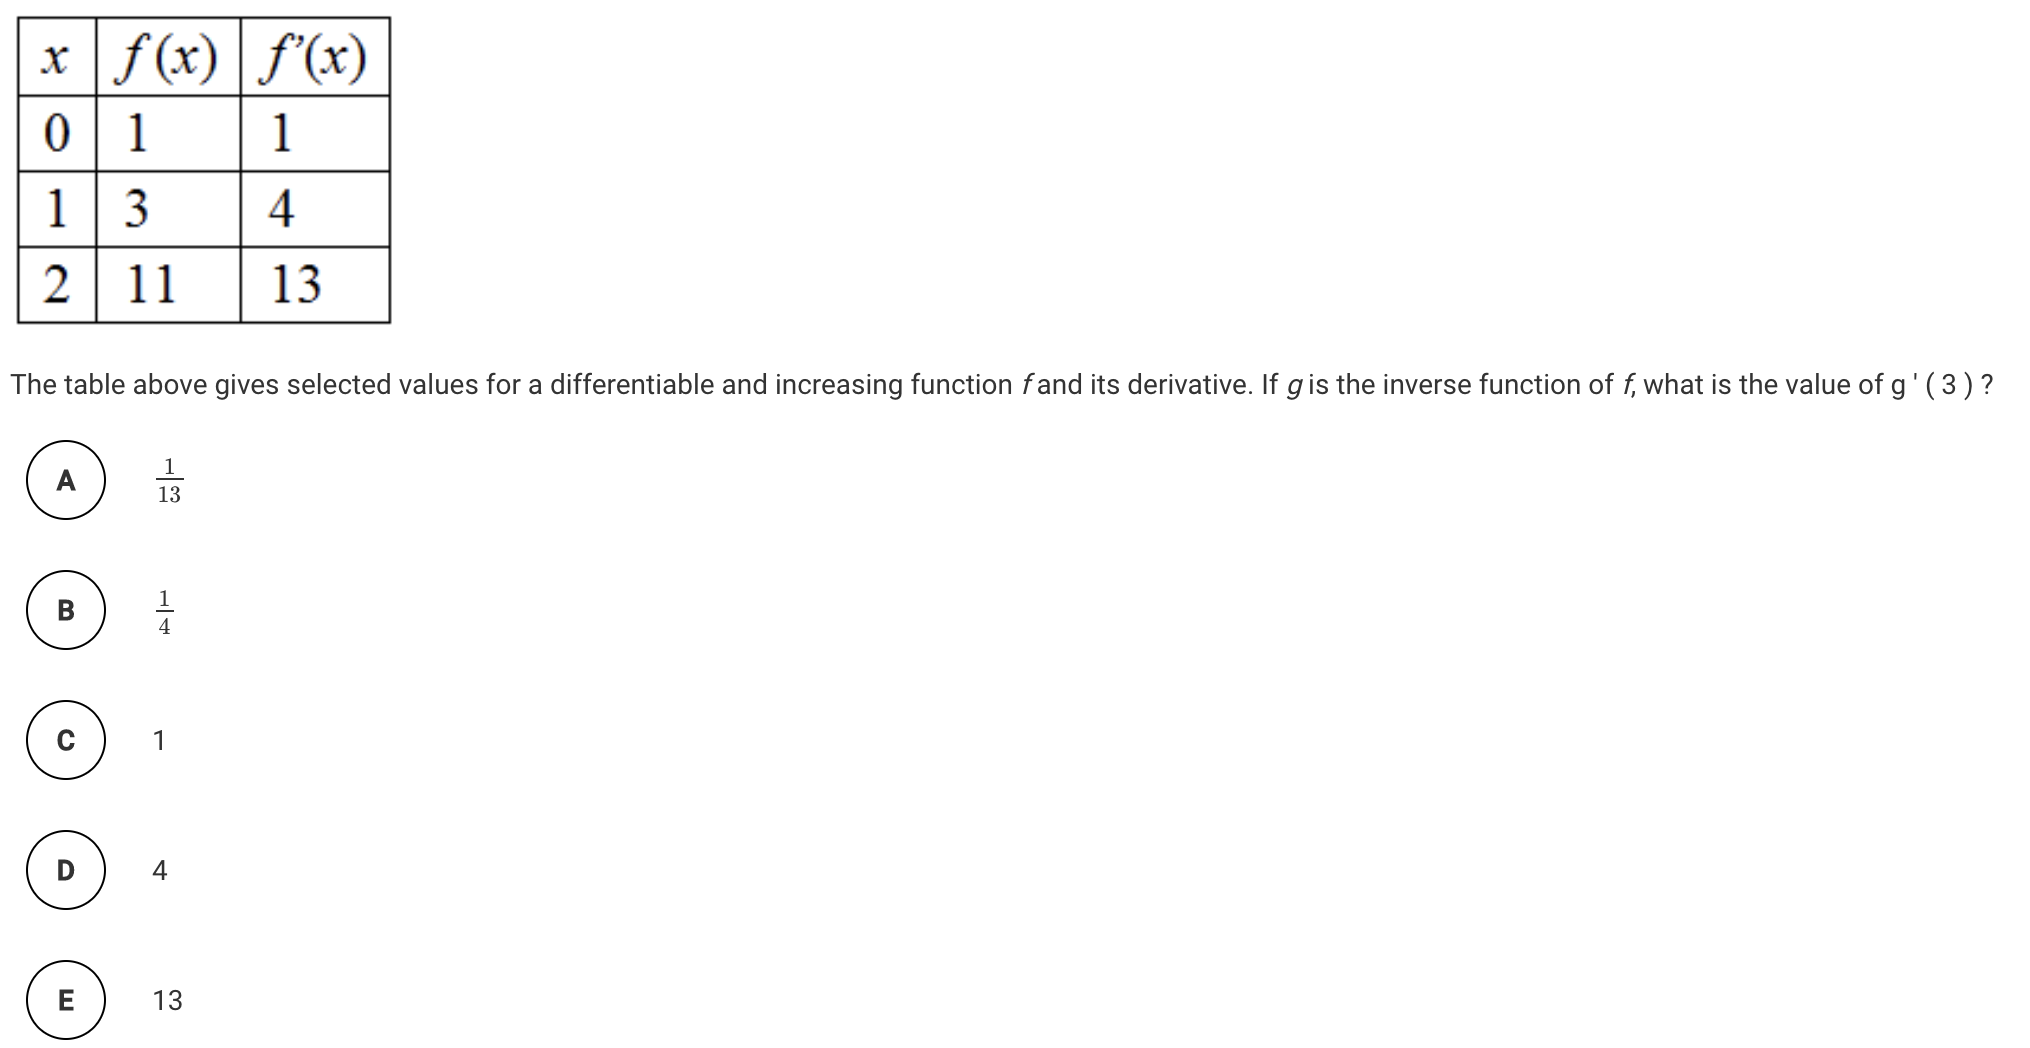 x f(x) f’(x)
0 1 1
1 3 4
2 11 13
The table above gives selected values for a differentiable and increasing function f and its derivative. If g is the inverse function of f, what is the value of g ' ( 3 ) ?
A 1/13
B 1/4
C 1
D 4
E 13